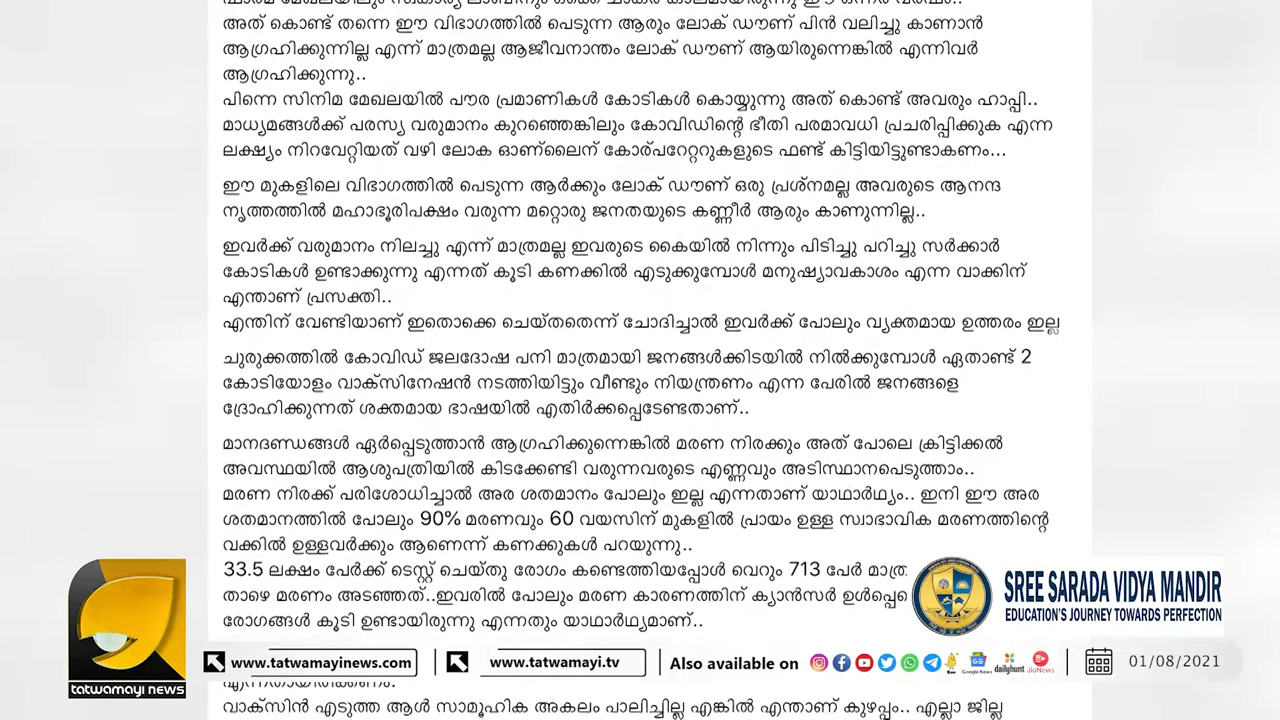 അത് കൊണ്ട് തന്നെ ഈ വിഭാഗത്തിൽ പെടുന്ന ആരും ലോക് ഡൗണ് പിൻ വലിച്ചു കാണാൻ
ആഗ്രഹിക്കുന്നില്ല എന്ന് മാത്രമല്ല ആജീവനാന്തം ലോക് ഡൗണ് ആയിരുന്നെങ്കിൽ എന്നിവർ
ആഗ്രഹിക്കുന്നു..
പിന്നെ സിനിമ മേഖലയിൽ പൗര പ്രമാണികൾ കോടികൾ കൊയ്യുന്നു അത് കൊണ്ട് അവരും ഹാപ്പി..
മാധ്യമങ്ങൾക്ക് പരസ്യ വരുമാനം കുറഞ്ഞെങ്കിലും കോവിഡിന്റെ ഭീതി പരമാവധി പ്രചരിപ്പിക്കുക എന്ന
ലക്ഷ്യം നിറവേറ്റിയത് വഴി ലോക ഓണ്ലൈന് കോര്പറേറ്ററുകളുടെ ഫണ്ട് കിട്ടിയിട്ടുണ്ടാകണം...
ഈ മുകളിലെ വിഭാഗത്തിൽ പെടുന്ന ആർക്കും ലോക് ഡൗണ് ഒരു പ്രശ്നമല്ല അവരുടെ ആനന്ദ
നൃത്തത്തിൽ മഹാഭൂരിപക്ഷം വരുന്ന മറ്റൊരു ജനതയുടെ കണ്ണീർ ആരും കാണുന്നില്ല..
ഇവർക്ക് വരുമാനം നിലച്ചു എന്ന് മാത്രമല്ല ഇവരുടെ കൈയിൽ നിന്നും പിടിച്ചു പറിച്ചു സർക്കാർ
കോടികൾ ഉണ്ടാക്കുന്നു എന്നത് കൂടി കണക്കിൽ എടുക്കുമ്പോൾ മനുഷ്യാവകാശം എന്ന വാക്കിന്
എന്താണ് പ്രസക്തി..
എന്തിന് വേണ്ടിയാണ് ഇതൊക്കെ ചെയ്തതെന്ന് ചോദിച്ചാൽ ഇവർക്ക് പോലും വ്യക്തമായ ഉത്തരം ഇല്ല
ചുരുക്കത്തിൽ കോവിഡ് ജലദോഷ പനി മാത്രമായി ജനങ്ങൾക്കിടയിൽ നിൽക്കുമ്പോൾ ഏതാണ്ട് 2
കോടിയോളം വാക്സിനേഷൻ നടത്തിയിട്ടും വീണ്ടും നിയന്ത്രണം എന്ന പേരിൽ ജനങ്ങളെ
ദ്രോഹിക്കുന്നത് ശക്തമായ ഭാഷയിൽ എതിർക്കപ്പെടേണ്ടതാണ്..
മാനദണ്ഡങ്ങൾ ഏർപ്പെടുത്താൻ ആഗ്രഹിക്കുന്നെങ്കിൽ മരണ നിരക്കും അത് പോലെ ക്രിട്ടിക്കൽ
അവസ്ഥയിൽ ആശുപത്രിയിൽ കിടക്കേണ്ടി വരുന്നവരുടെ എണ്ണവും അടിസ്ഥാനപെടുത്താം..
മരണ നിരക്ക് പരിശോധിച്ചാൽ അര ശതമാനം പോലും ഇല്ല എന്നതാണ് യാഥാർഥ്യം.. ഇനി ഈ അര
ശതമാനത്തിൽ പോലും 90% മരണവും 60 വയസിന് മുകളിൽ പ്രായം ഉള്ള സ്വാഭാവിക മരണത്തിന്റെ
വക്കിൽ ഉള്ളവർക്കും ആണെന്ന് കണക്കുകൾ പറയുന്നു..
33.5 ലക്ഷം പേർക്ക് ടെസ്റ്റ് ചെയ്തു രോഗം കണ്ടെത്തിയപ്പോൾ വെറും 713 പേർ
താഴെ മരണം അടഞ്ഞത്..ഇവരിൽ പോലും മരണ കാരണത്തിന് ക്യാൻസർ
രോഗങ്ങൾ കൂടി ഉണ്ടായിരുന്നു എന്നതും യാഥാർഥ്യമാണ്..
SREE SARADA VIDYA MANDIR
EDUCATION'S JOURNEY TOWARDS PERFECTION
tatwamayi news
www.tatwamayinews.com
www.tatwamayi.tv
Also available on
Koo
Google News
dailyhunt
JioNews
01/08/2021
വാക്സിൻ എടുത്ത ആൾ സാമൂഹിക അകലം പാലിച്ചില്ല എങ്കിൽ എന്താണ് കുഴപ്പം.. എല്ലാ ജില്ല